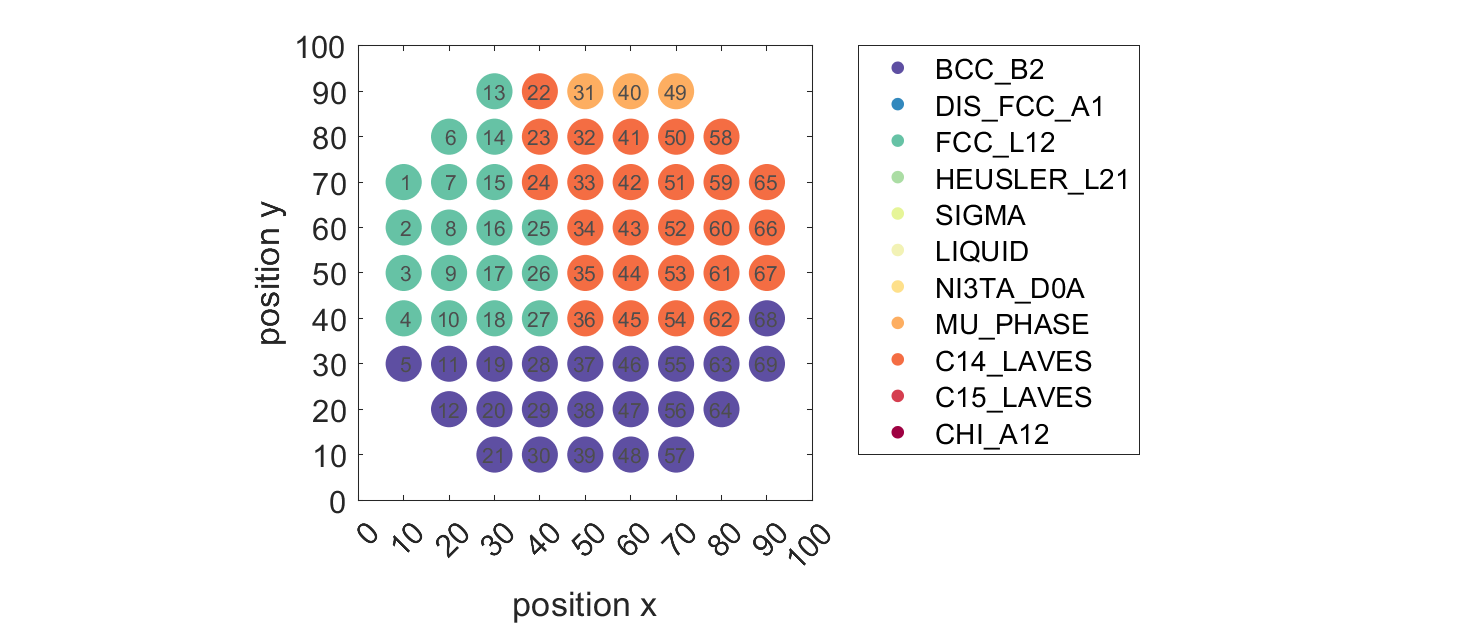 100
90 13 22 31 40 49
80 6 14 23 32 41 50 58
70 1 7 15 24 33 42 51 59 65
60 2 8 16 25 34 43 52 60 66
50 3 9 17 26 35 44 53 61 67
40 4 10 18 27 36 45 54 62 68
30 5 11 19 28 37 46 55 63 69
20 12 20 29 38 47 56 64
10 21 30 39 48 57
0
position y
0 10 20 30 40 50 60 70 80 90 100
position x
BCC_B2
DIS_FCC_A1
FCC_L12
HEUSLER_L21
SIGMA
LIQUID
NI3TA_D0A
MU_PHASE
C14_LAVES
C15_LAVES
CHI_A12